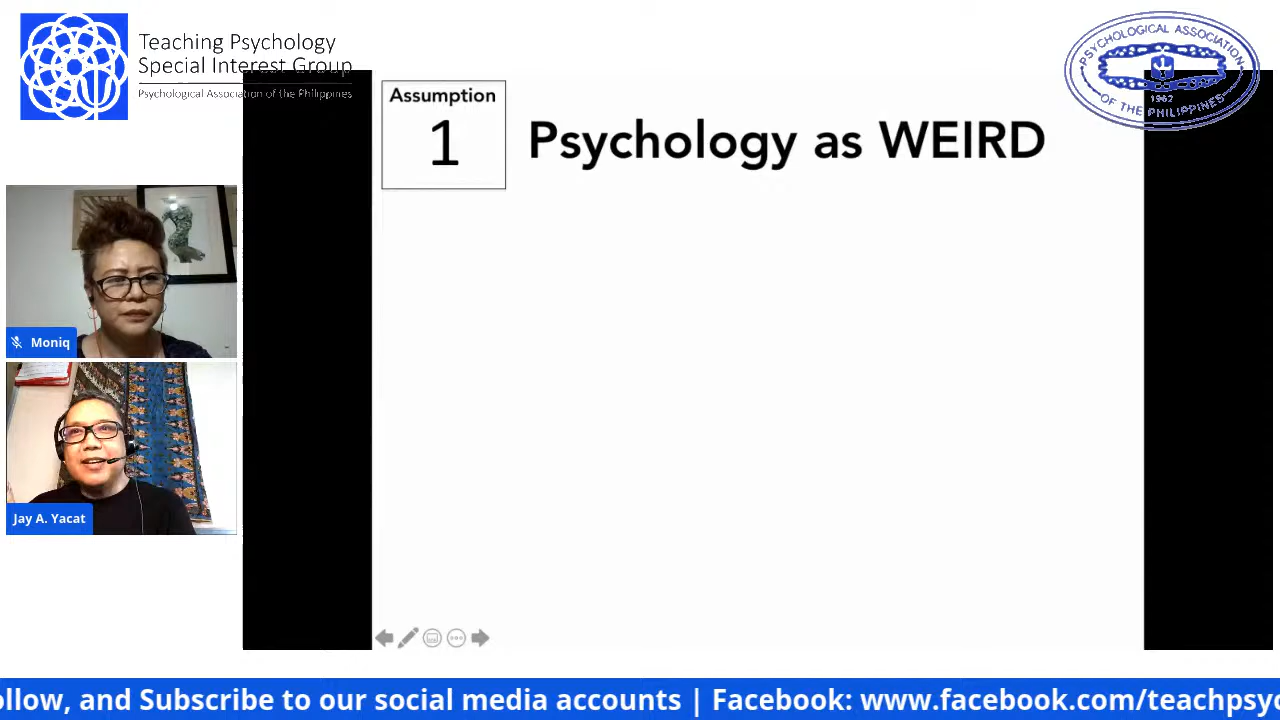 Teaching Psychology
Special Interest Group
Psychological Association of the Philippines
PSYCHOLOGICAL ASSOCIATION
1962
OF THE PHILIPPINES
Assumption
1
Psychology as WEIRD
Moniq
Jay A. Yacat
ollow, and Subscribe to our social media accounts | Facebook: www.facebook.com/teachpsyc